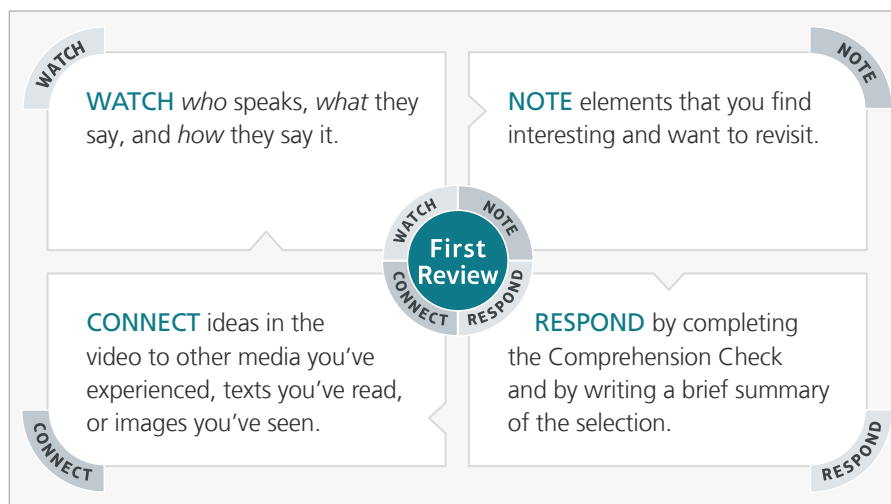 WATCH
WATCH who speaks, what they
say, and how they say it.
NOTE
NOTE elements that you find
interesting and want to revisit.
WATCH
NOTE
First
Review
CONNECT
RESPOND
CONNECT ideas in the
video to other media you’ve
experienced, texts you’ve read,
or images you’ve seen.
CONNECT
RESPOND by completing
the Comprehension Check
and by writing a brief summary
of the selection.
RESPOND